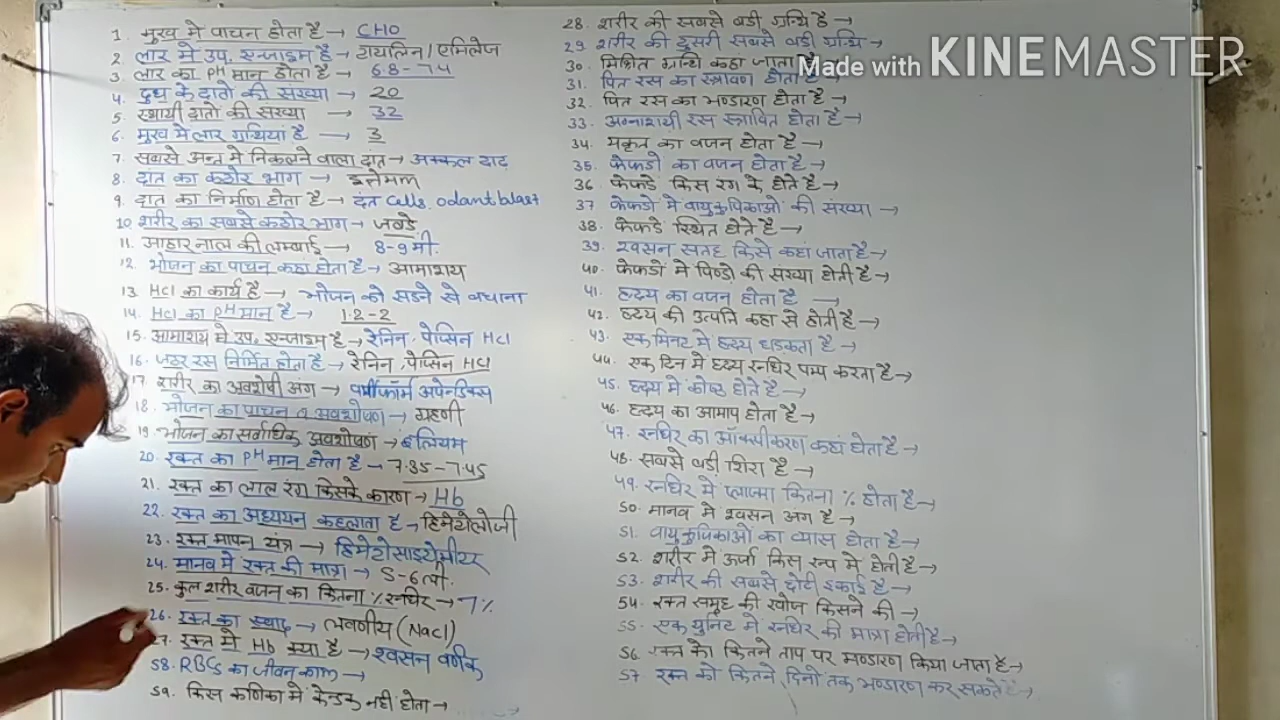 1. मुख मे पाचन होता है → CHO
2 लार मे उप. एन्जाइम है → टायलिन/एमिलेज
3. लार का PH मान होता है → 6.8-7.4
4. दुध के दातो की संख्या → 20
5. स्थायी दातो की संख्या → 32
6. मुख मे लार ग्रन्थियां है → 3
7. सबसे अन्त मे निकलने वाला दांत → अक्कल दाढ
8. दांत का कठोर भाग → इनेमल
9. दांत का निर्माण होता है → दंत cells, odantblast
10. शरीर का सबसे कठोर भाग → जबडे
11. आहार नाल की लम्बाई → 8-9 मी.
12. भोजन का पाचन कहा होता है → आमाशय
13. HCl का कार्य है → भोजन को सडने से बचाना
14. HCl का PH मान है → 1.2-2
15. आमाशय मे उप. एन्जाइम है → रेनिन, पेप्सिन HCl
16. जठर रस निर्मित होता है → रेनिन, पेप्सिन HCl
17. शरीर का अवशेषी अंग → वर्मीफॉर्म अपेन्डिक्स
18. भोजन का पाचन व अवशोषण → ग्रहणी
19. भोजन का सर्वाधिक अवशोषण → इलियम
20. रक्त का PH मान होता है → 7.35-7.45
21. रक्त का लाल रंग किसके कारण → Hb
22. रक्त का अध्ययन कहलाता है → हिमेटोलोजी
23. रक्त मापन यंत्र → हिमेटोसाइटोमीटर
24. मानव मे रक्त की मात्रा → 5-6 ली.
25. कुल शरीर वजन का कितना % रूधिर → 7%
26. रक्त का स्वाद → लवणीय (NaCl)
27. रक्त मे Hb क्या है → श्वसन वर्णक
58. RBCs का जीवन काल →
59. किस कणिका मे केन्द्रक नही होता →
28. शरीर की सबसे बडी ग्रन्थि है →
29. शरीर की दुसरी सबसे बडी ग्रन्थि →
30. मिश्रित ग्रन्थि कहा जाता है
31. पित रस का स्त्रावण होता है
32. पित रस का भण्डारण होता है →
33. अग्नाशयी रस स्त्रावित होता है →
34. यकृत का वजन होता है →
35. फेफडो का वजन होता है →
36. फेफडे किस रंग के होते है →
37. फेफडो मे वायुकुपिकाओं की संख्या →
38. फेफडे स्थित होते है →
39. श्वसन सतह किसे कहा जाता है →
40. फेफडो मे पिण्डो की संख्या होती है →
41. ह्रदय का वजन होता है →
42. ह्रदय की उत्पति कहा से होती है →
43. एक मिनट मे ह्रदय धडकता है →
44. एक दिन मे ह्रदय रूधिर पम्प करता है →
45. ह्रदय मे कोष्ठ होते है →
46. ह्रदय का आमाप होता है →
47. रूधिर का ऑक्सीकरण कहां होता है →
48. सबसे बडी शिरा है →
49. रूधिर मे प्लाज्मा कितना % होता है →
50. मानव मे श्वसन अंग है →
51. वायुकुपिकाओं का व्यास होता है →
52. शरीर मे ऊर्जा किस रूप मे होती है →
53. शरीर की सबसे छोटी इकाई है →
54. रक्त समूह की खोज किसने की →
55. एक युनिट मे रूधिर की मात्रा होती है →
56. रक्त को कितने ताप पर भण्डारण किया जाता है →
57. रक्त को कितने दिनो तक भण्डारण कर सकते है →
Made with KINEMASTER